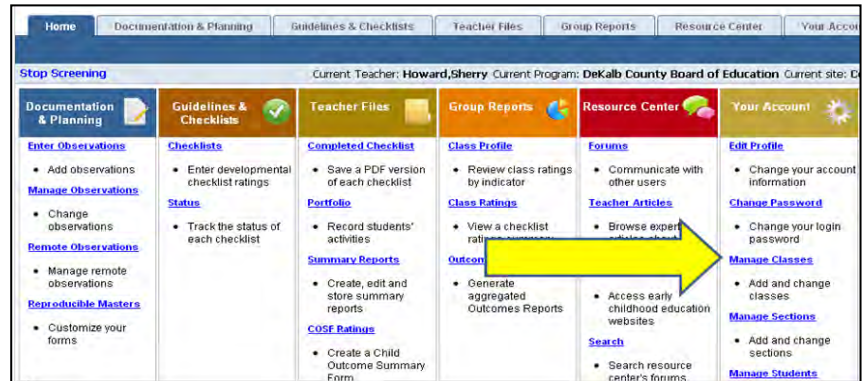 Home
Documentation & Planning
Guidelines & Checklists
Teacher Files
Group Reports
Resource Center
Your Accou
Stop Screening
Current Teacher: Howard,Sherry Current Program: DeKalb County Board of Education Current site:
Documentation
& Planning
Enter Observations
• Add observations
Manage Observations
• Change
observations
Remote Observations
• Manage remote
observations
Reproducible Masters
• Customize your
forms
Guidelines &
Checklists
Checklists
• Enter developmental
checklist ratings
Status
• Track the status of
each checklist
Teacher Files
Completed Checklist
• Save a PDF version
of each checklist
Portfolio
• Record students'
activities
Summary Reports
• Create, edit and
store summary
reports
COSF Ratings
• Create a Child
Outcome Summary
Form
Group Reports
Class Profile
• Review class ratings
by indicator
Class Ratings
• View a checklist
• Generate
aggregated
Outcomes Reports
Resource Center
Forums
• Communicate with
other users
Teacher Articles
• Browse expert
• Access early
childhood education
websites
Search
• Search resource
center's forums,
Your Account
Edit Profile
• Change your account
information
Change Password
• Change your login
password
Manage Classes
• Add and change
classes
Manage Sections
• Add and change
sections
Manage Students